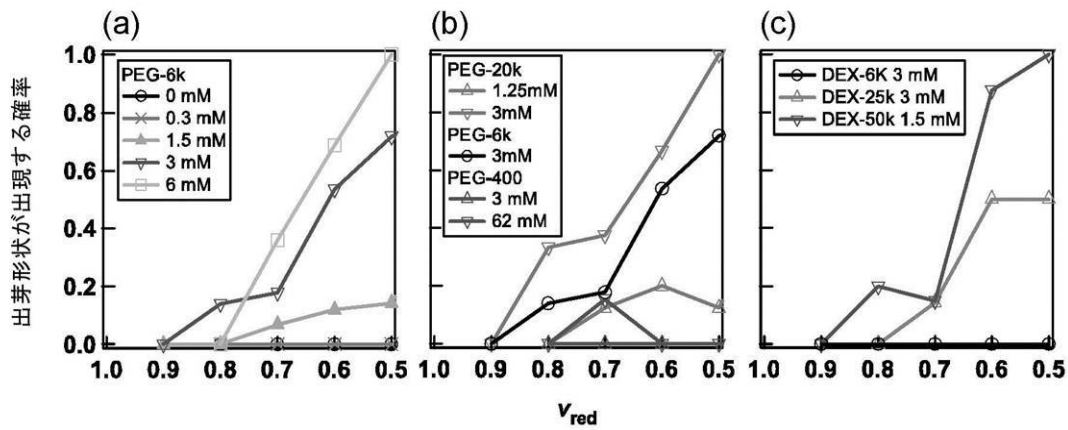 (a)
(b)
(c)
出芽形状が出現する確率
1.0
0.8
0.6
0.4
0.2
0.0
PEG-6k
0 mM
0.3 mM
1.5 mM
3 mM
6 mM
PEG-20k
1.25mM
3mM
PEG-6k
3mM
PEG-400
3 mM
62 mM
DEX-6K 3 mM
DEX-25k 3 mM
DEX-50k 1.5 mM
1.0 0.9 0.8 0.7 0.6 0.5
1.0 0.9 0.8 0.7 0.6 0.5
1.0 0.9 0.8 0.7 0.6 0.5
vred